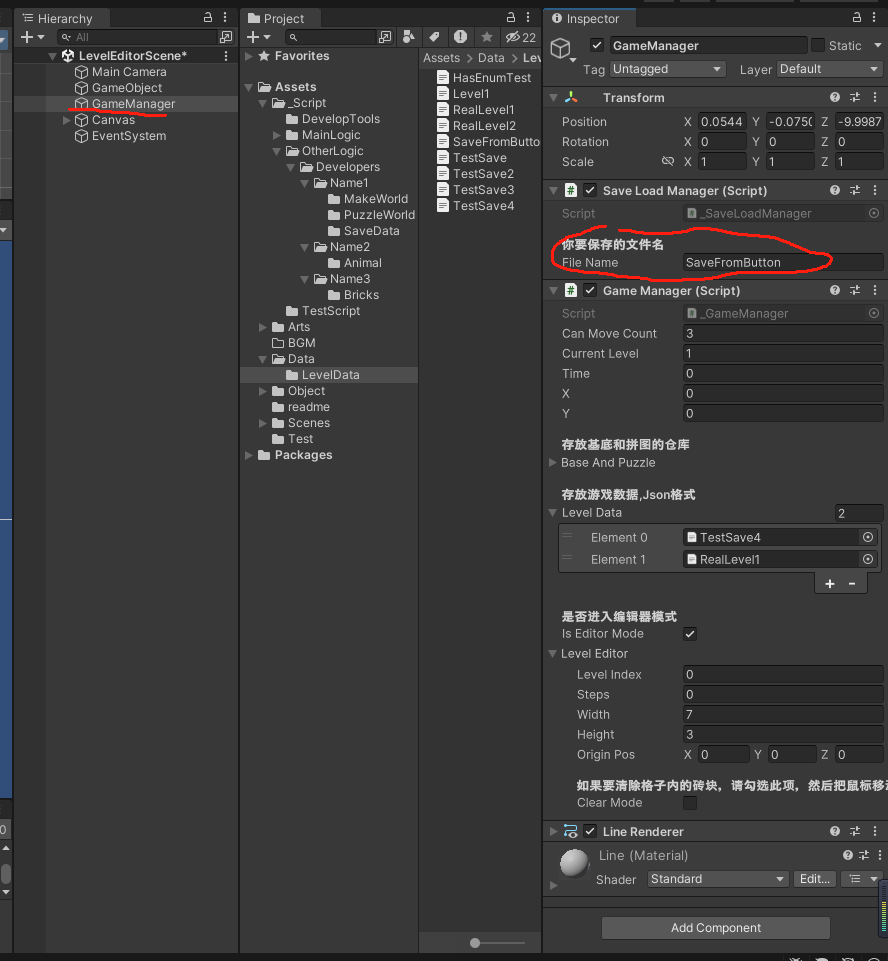 Hierarchy
All
LevelEditorScene*
Main Camera
GameObject
GameManager
Canvas
EventSystem
Project
22
Favorites
Assets
_Script
DevelopTools
MainLogic
OtherLogic
Developers
Name1
MakeWorld
PuzzleWorld
SaveData
Name2
Animal
Name3
Bricks
TestScript
Arts
BGM
Data
LevelData
Object
readme
Scenes
Test
Packages
Assets > Data > Lev
HasEnumTest
Level1
RealLevel1
RealLevel2
SaveFromButto
TestSave
TestSave2
TestSave3
TestSave4
Inspector
GameManager Static
Tag Untagged Layer Default
Transform
Position X 0.0544 Y -0.0750 Z -9.9987
Rotation X 0 Y 0 Z 0
Scale X 1 Y 1 Z 1
# Save Load Manager (Script)
Script _SaveLoadManager
你要保存的文件名
File Name SaveFromButton
# Game Manager (Script)
Script _GameManager
Can Move Count 3
Current Level 1
Time 0
X 0
Y 0
存放基底和拼图的仓库
Base And Puzzle
存放游戏数据,Json格式
Level Data 2
Element 0 TestSave4
Element 1 RealLevel1
+ -
是否进入编辑器模式
Is Editor Mode
Level Editor
Level Index 0
Steps 0
Width 7
Height 3
Origin Pos X 0 Y 0 Z 0
如果要清除格子内的砖块，请勾选此项，然后把鼠标移
Clear Mode
Line Renderer
Line (Material)
Shader Standard Edit...
Add Component